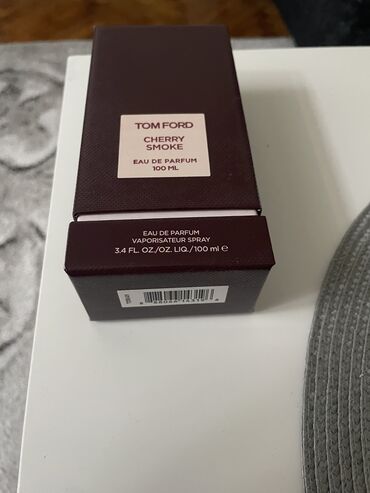 TOM FORD
CHERRY
SMOKE
EAU DE PARFUM
100 ML
EAU DE PARFUM
VAPORISATEUR SPRAY
3.4 FL. OZ./OZ. LIQ./100 ml ℮